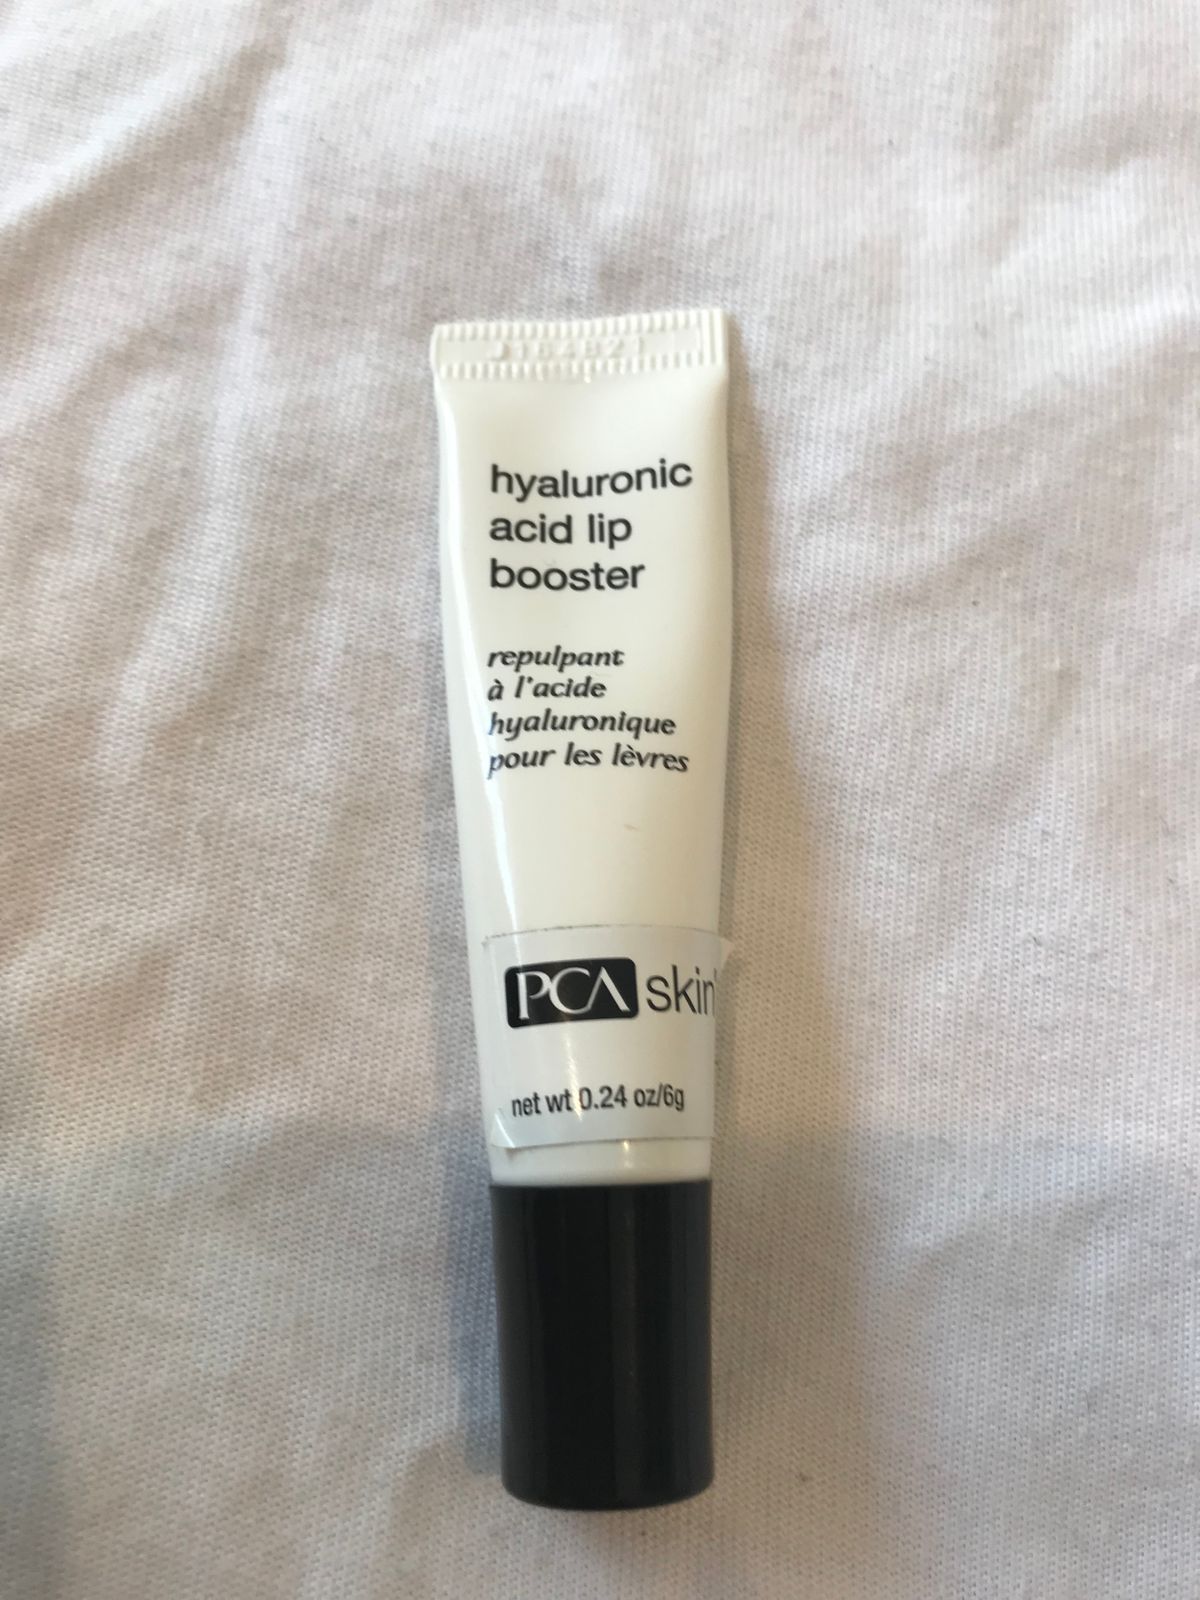 hyaluronic
acid lip
booster
repulpant
à l'acide
hyaluronique
pour les lèvres
PCA skin
net wt 0.24 oz/6g